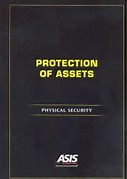 PROTECTION
OF ASSETS
PHYSICAL SECURITY
ASIS